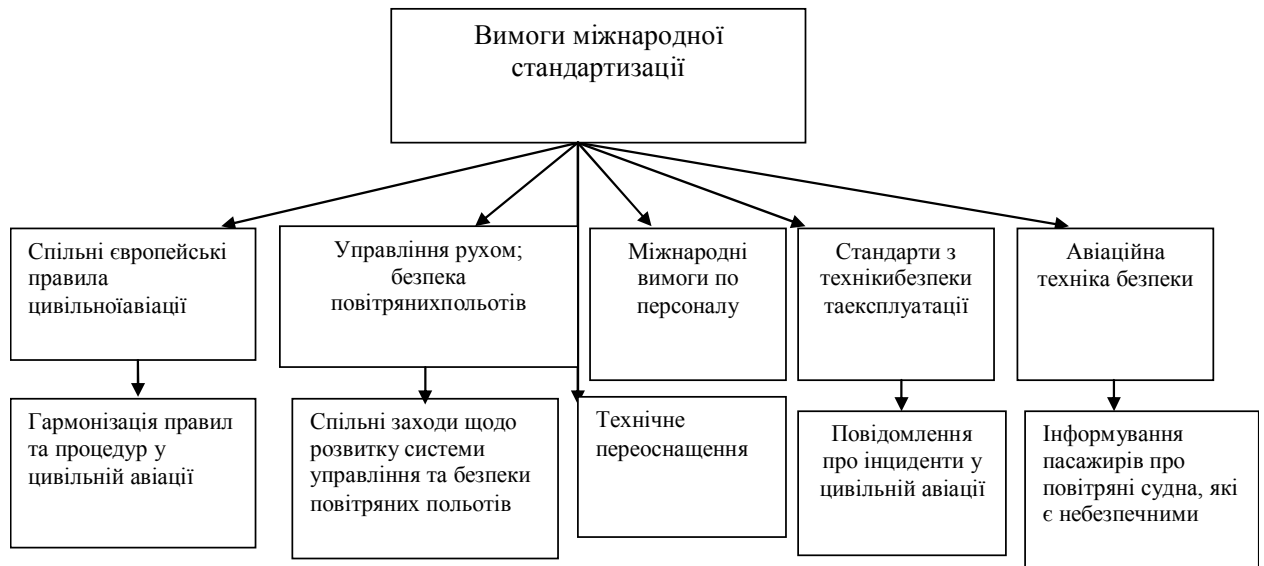 Вимоги міжнародної
стандартизації
Спільні європейські
правила
цивільноїавіації
Управління рухом;
безпека
повітрянихпольотів
Міжнародні
вимоги по
персоналу
Стандарти з
технікибезпеки
таексплуатації
Авіаційна
техніка безпеки
Гармонізація правил
та процедур у
цивільній авіації
Спільні заходи щодо
розвитку системи
управління та безпеки
повітряних польотів
Технічне
переоснащення
Повідомлення
про інциденти у
цивільній авіації
Інформування
пасажирів про
повітряні судна, які
є небезпечними